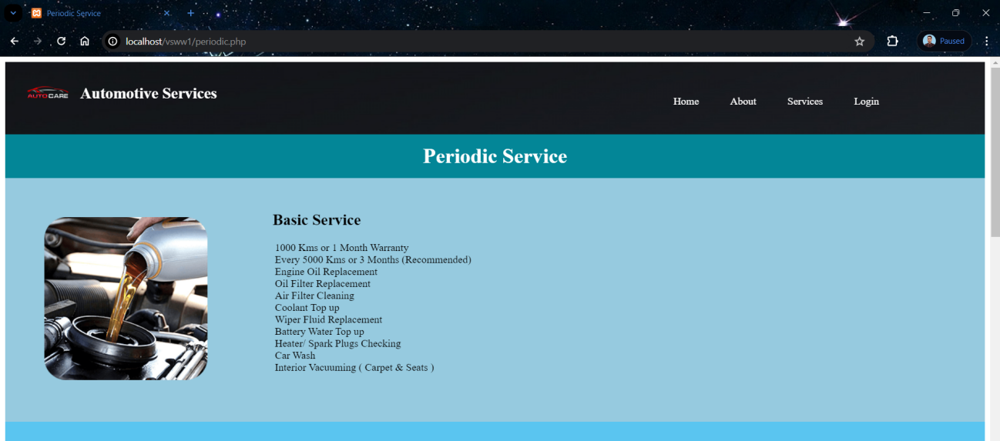 Periodic Service
localhost/vsww1/periodic.php
Paused
AUTOCARE Automotive Services
Home About Services Login
Periodic Service
Basic Service
1000 Kms or 1 Month Warranty
Every 5000 Kms or 3 Months (Recommended)
Engine Oil Replacement
Oil Filter Replacement
Air Filter Cleaning
Coolant Top up
Wiper Fluid Replacement
Battery Water Top up
Heater/ Spark Plugs Checking
Car Wash
Interior Vacuuming ( Carpet & Seats )